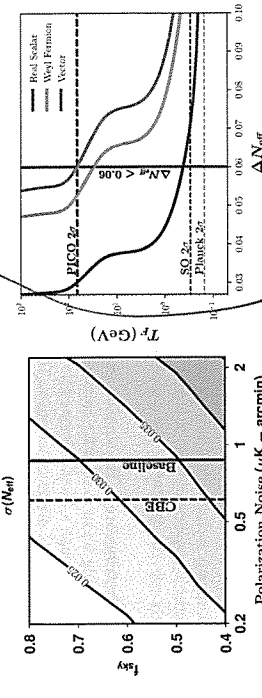 σ(N_eff)
0.8
0.7
0.6
0.5
0.4
f_sky
0.2
0.5
1
2
Polarization Noise (μK − arcmin)
0.025
0.030
0.035
CBE
Baseline
T_F (GeV)
10^-1
0.03
0.04
0.05
0.06
0.07
0.08
0.09
0.10
ΔN_eff
Real Scalar
Weyl Fermion
Vector
PICO 2σ
ΔN_eff < 0.06
SO 2σ
Planck 2σ